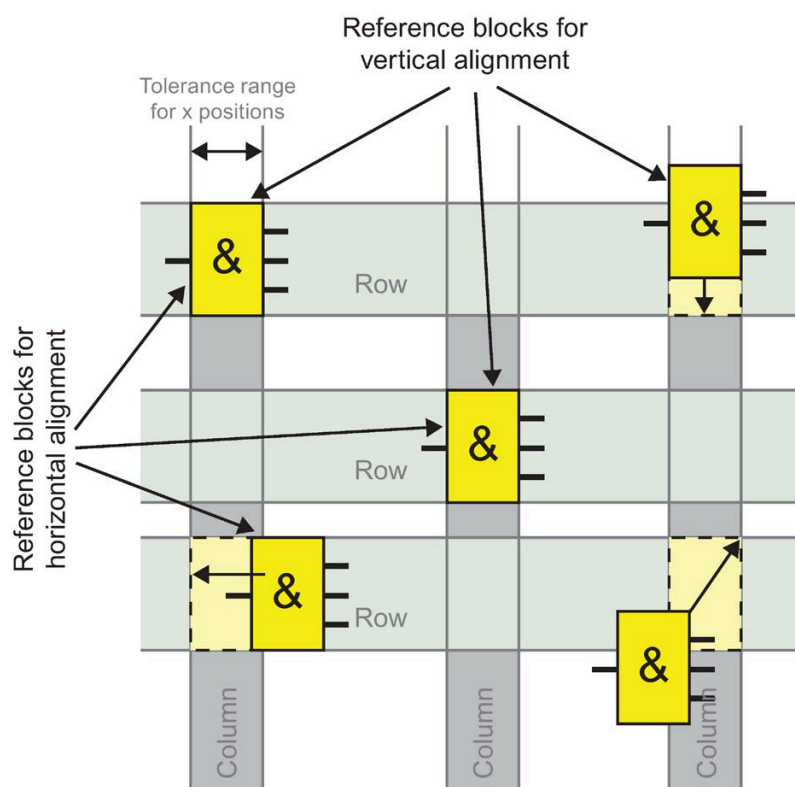 Reference blocks for
vertical alignment
Tolerance range
for x positions
&
&
Row
Reference blocks for
horizontal alignment
&
Row
&
Row
&
Column
Column
Column